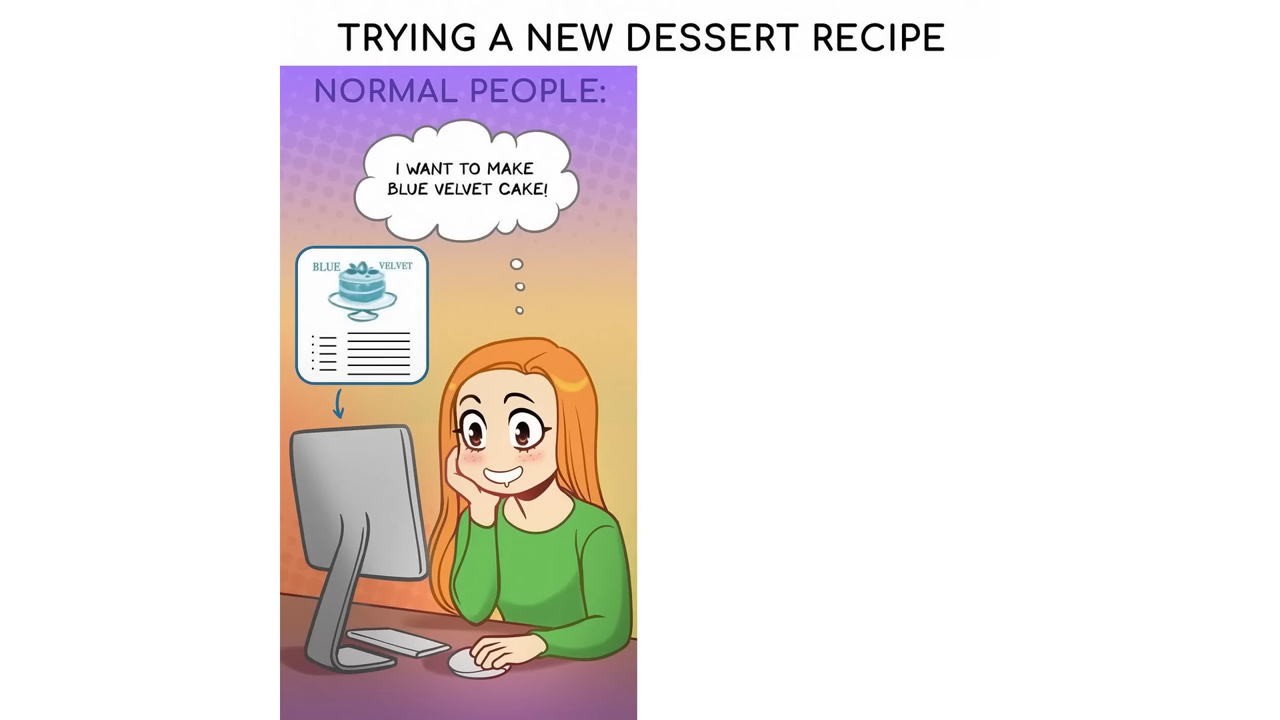 TRYING A NEW DESSERT RECIPE
NORMAL PEOPLE:
I WANT TO MAKE
BLUE VELVET CAKE!
BLUE VELVET